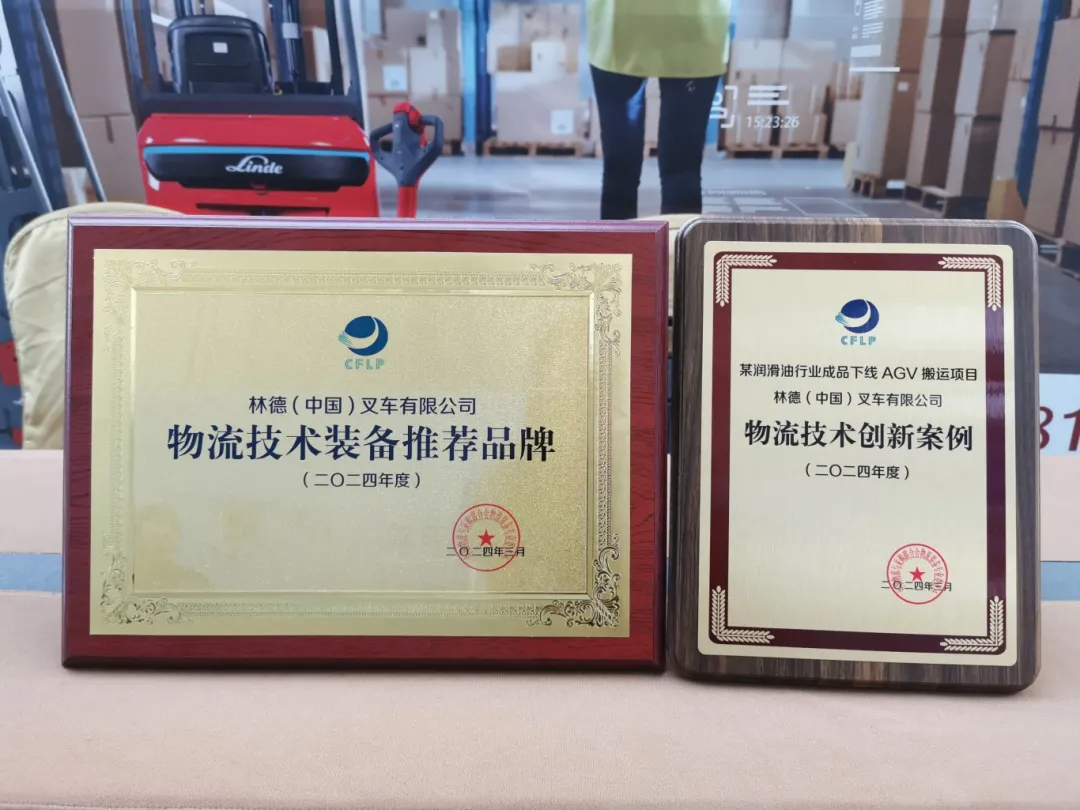 Linde
15:23:26
CFLP
林德（中国）叉车有限公司
物流技术装备推荐品牌
（二〇二四年度）
二〇二四年三月
CFLP
某润滑油行业成品下线 AGV 搬运项目
林德（中国）叉车有限公司
物流技术创新案例
（二〇二四年度）
二〇二四年三月